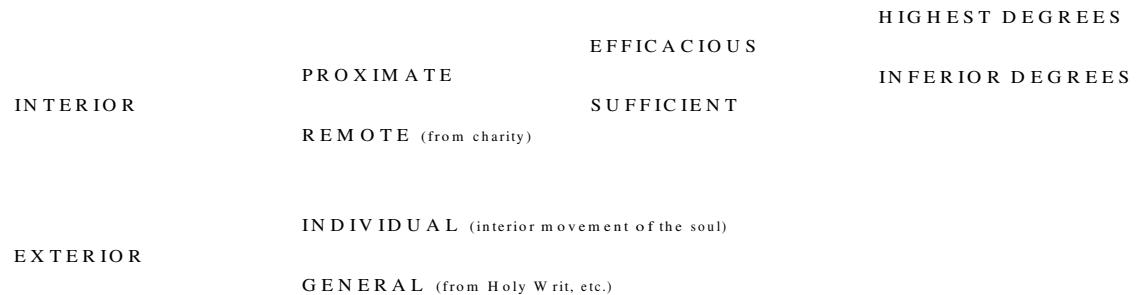 HIGHEST DEGREES
EFFICACIOUS
PROXIMATE
INFERIOR DEGREES
INTERIOR
SUFFICIENT
REMOTE (from charity)
INDIVIDUAL (interior movement of the soul)
EXTERIOR
GENERAL (from Holy Writ, etc.)